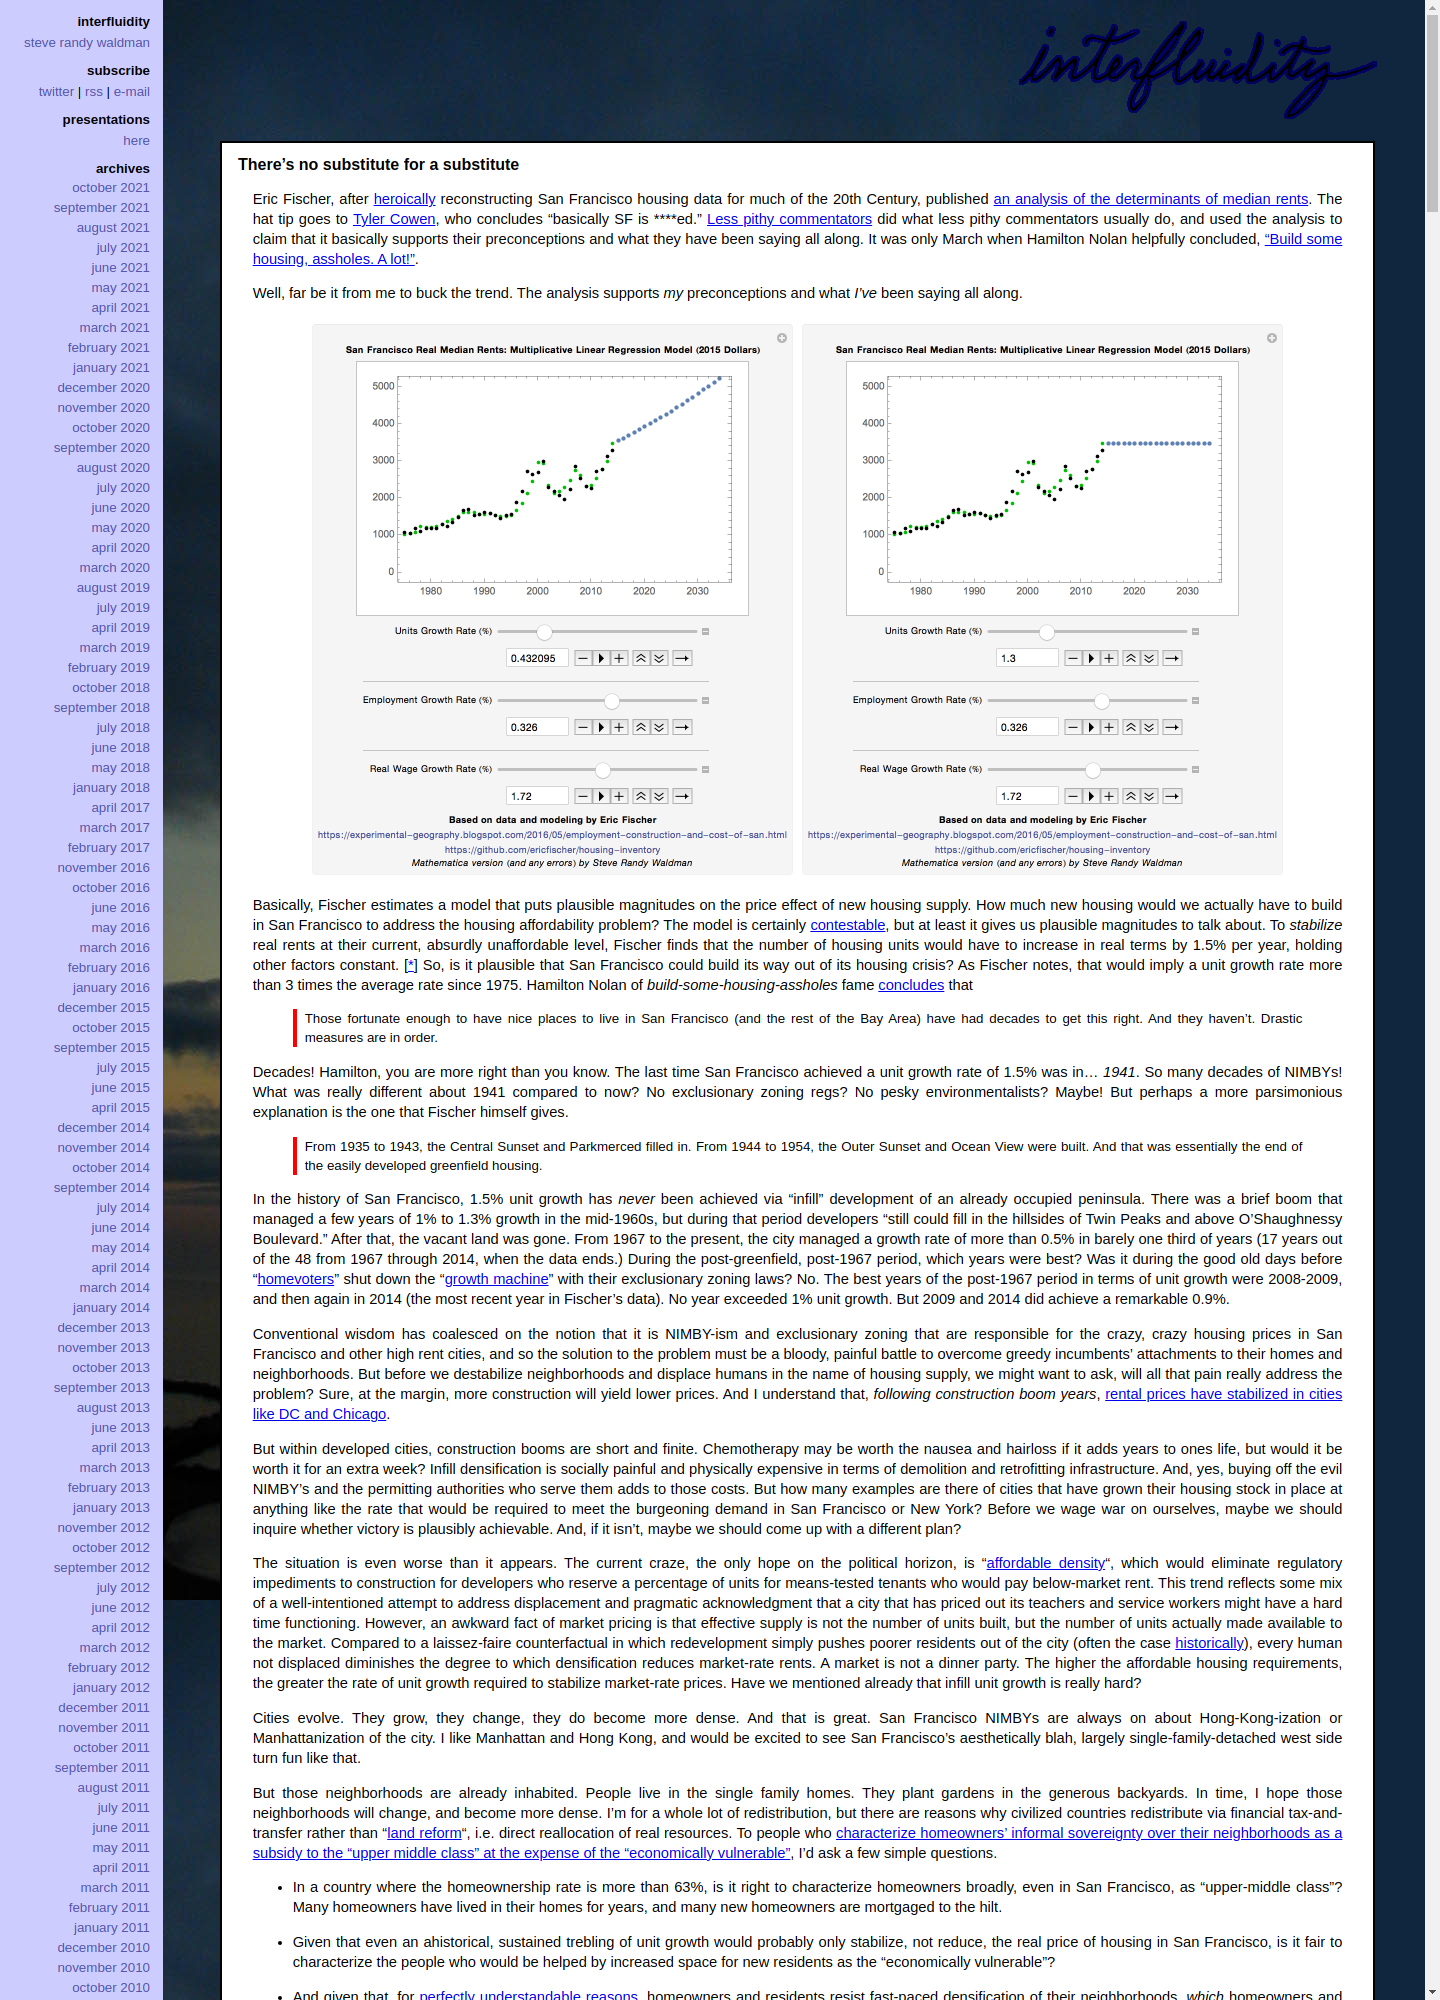 interfluidity
steve randy waldman
subscribe
twitter | rss | e-mail
presentations
here
archives
october 2021
september 2021
august 2021
july 2021
june 2021
may 2021
april 2021
march 2021
february 2021
january 2021
december 2020
november 2020
october 2020
september 2020
august 2020
july 2020
june 2020
may 2020
april 2020
march 2020
august 2019
july 2019
april 2019
march 2019
february 2019
october 2018
september 2018
july 2018
june 2018
may 2018
january 2018
april 2017
march 2017
february 2017
november 2016
october 2016
june 2016
may 2016
march 2016
february 2016
january 2016
december 2015
october 2015
september 2015
july 2015
june 2015
april 2015
december 2014
november 2014
october 2014
september 2014
july 2014
june 2014
may 2014
april 2014
march 2014
january 2014
december 2013
november 2013
october 2013
september 2013
august 2013
june 2013
april 2013
march 2013
february 2013
january 2013
november 2012
october 2012
september 2012
july 2012
june 2012
april 2012
march 2012
february 2012
january 2012
december 2011
november 2011
october 2011
september 2011
august 2011
july 2011
june 2011
may 2011
april 2011
march 2011
february 2011
january 2011
december 2010
november 2010
october 2010
interfluidity
There’s no substitute for a substitute
Eric Fischer, after heroically reconstructing San Francisco housing data for much of the 20th Century, published an analysis of the determinants of median rents. The
hat tip goes to Tyler Cowen, who concludes “basically SF is ****ed.” Less pithy commentators did what less pithy commentators usually do, and used the analysis to
claim that it basically supports their preconceptions and what they have been saying all along. It was only March when Hamilton Nolan helpfully concluded, “Build some
housing, assholes. A lot!”.
Well, far be it from me to buck the trend. The analysis supports my preconceptions and what I’ve been saying all along.
San Francisco Real Median Rents: Multiplicative Linear Regression Model (2015 Dollars)
5000
4000
3000
2000
1000
0
1980 1990 2000 2010 2020 2030
Units Growth Rate (%)
0.432095
Employment Growth Rate (%)
0.326
Real Wage Growth Rate (%)
1.72
Based on data and modeling by Eric Fischer
https://experimental-geography.blogspot.com/2016/05/employment-construction-and-cost-of-san.html
https://github.com/ericfischer/housing-inventory
Mathematica version (and any errors) by Steve Randy Waldman
San Francisco Real Median Rents: Multiplicative Linear Regression Model (2015 Dollars)
5000
4000
3000
2000
1000
0
1980 1990 2000 2010 2020 2030
Units Growth Rate (%)
1.3
Employment Growth Rate (%)
0.326
Real Wage Growth Rate (%)
1.72
Based on data and modeling by Eric Fischer
https://experimental-geography.blogspot.com/2016/05/employment-construction-and-cost-of-san.html
https://github.com/ericfischer/housing-inventory
Mathematica version (and any errors) by Steve Randy Waldman
Basically, Fischer estimates a model that puts plausible magnitudes on the price effect of new housing supply. How much new housing would we actually have to build
in San Francisco to address the housing affordability problem? The model is certainly contestable, but at least it gives us plausible magnitudes to talk about. To stabilize
real rents at their current, absurdly unaffordable level, Fischer finds that the number of housing units would have to increase in real terms by 1.5% per year, holding
other factors constant. [*] So, is it plausible that San Francisco could build its way out of its housing crisis? As Fischer notes, that would imply a unit growth rate more
than 3 times the average rate since 1975. Hamilton Nolan of build-some-housing-assholes fame concludes that
Those fortunate enough to have nice places to live in San Francisco (and the rest of the Bay Area) have had decades to get this right. And they haven’t. Drastic
measures are in order.
Decades! Hamilton, you are more right than you know. The last time San Francisco achieved a unit growth rate of 1.5% was in… 1941. So many decades of NIMBYs!
What was really different about 1941 compared to now? No exclusionary zoning regs? No pesky environmentalists? Maybe! But perhaps a more parsimonious
explanation is the one that Fischer himself gives.
From 1935 to 1943, the Central Sunset and Parkmerced filled in. From 1944 to 1954, the Outer Sunset and Ocean View were built. And that was essentially the end of
the easily developed greenfield housing.
In the history of San Francisco, 1.5% unit growth has never been achieved via “infill” development of an already occupied peninsula. There was a brief boom that
managed a few years of 1% to 1.3% growth in the mid-1960s, but during that period developers “still could fill in the hillsides of Twin Peaks and above O’Shaughnessy
Boulevard.” After that, the vacant land was gone. From 1967 to the present, the city managed a growth rate of more than 0.5% in barely one third of years (17 years out
of the 48 from 1967 through 2014, when the data ends.) During the post-greenfield, post-1967 period, which years were best? Was it during the good old days before
“homevoters” shut down the “growth machine” with their exclusionary zoning laws? No. The best years of the post-1967 period in terms of unit growth were 2008-2009,
and then again in 2014 (the most recent year in Fischer’s data). No year exceeded 1% unit growth. But 2009 and 2014 did achieve a remarkable 0.9%.
Conventional wisdom has coalesced on the notion that it is NIMBY-ism and exclusionary zoning that are responsible for the crazy, crazy housing prices in San
Francisco and other high rent cities, and so the solution to the problem must be a bloody, painful battle to overcome greedy incumbents’ attachments to their homes and
neighborhoods. But before we destabilize neighborhoods and displace humans in the name of housing supply, we might want to ask, will all that pain really address the
problem? Sure, at the margin, more construction will yield lower prices. And I understand that, following construction boom years, rental prices have stabilized in cities
like DC and Chicago.
But within developed cities, construction booms are short and finite. Chemotherapy may be worth the nausea and hairloss if it adds years to ones life, but would it be
worth it for an extra week? Infill densification is socially painful and physically expensive in terms of demolition and retrofitting infrastructure. And, yes, buying off the evil
NIMBY’s and the permitting authorities who serve them adds to those costs. But how many examples are there of cities that have grown their housing stock in place at
anything like the rate that would be required to meet the burgeoning demand in San Francisco or New York? Before we wage war on ourselves, maybe we should
inquire whether victory is plausibly achievable. And, if it isn’t, maybe we should come up with a different plan?
The situation is even worse than it appears. The current craze, the only hope on the political horizon, is “affordable density“, which would eliminate regulatory
impediments to construction for developers who reserve a percentage of units for means-tested tenants who would pay below-market rent. This trend reflects some mix
of a well-intentioned attempt to address displacement and pragmatic acknowledgment that a city that has priced out its teachers and service workers might have a hard
time functioning. However, an awkward fact of market pricing is that effective supply is not the number of units built, but the number of units actually made available to
the market. Compared to a laissez-faire counterfactual in which redevelopment simply pushes poorer residents out of the city (often the case historically), every human
not displaced diminishes the degree to which densification reduces market-rate rents. A market is not a dinner party. The higher the affordable housing requirements,
the greater the rate of unit growth required to stabilize market-rate prices. Have we mentioned already that infill unit growth is really hard?
Cities evolve. They grow, they change, they do become more dense. And that is great. San Francisco NIMBYs are always on about Hong-Kong-ization or
Manhattanization of the city. I like Manhattan and Hong Kong, and would be excited to see San Francisco’s aesthetically blah, largely single-family-detached west side
turn fun like that.
But those neighborhoods are already inhabited. People live in the single family homes. They plant gardens in the generous backyards. In time, I hope those
neighborhoods will change, and become more dense. I’m for a whole lot of redistribution, but there are reasons why civilized countries redistribute via financial tax-and-
transfer rather than “land reform“, i.e. direct reallocation of real resources. To people who characterize homeowners’ informal sovereignty over their neighborhoods as a
subsidy to the “upper middle class” at the expense of the “economically vulnerable”, I’d ask a few simple questions.
• In a country where the homeownership rate is more than 63%, is it right to characterize homeowners broadly, even in San Francisco, as “upper-middle class”?
Many homeowners have lived in their homes for years, and many new homeowners are mortgaged to the hilt.
• Given that even an ahistorical, sustained trebling of unit growth would probably only stabilize, not reduce, the real price of housing in San Francisco, is it fair to
characterize the people who would be helped by increased space for new residents as the “economically vulnerable”?
• And given that, for perfectly understandable reasons, homeowners and residents resist fast-paced densification of their neighborhoods, which homeowners and